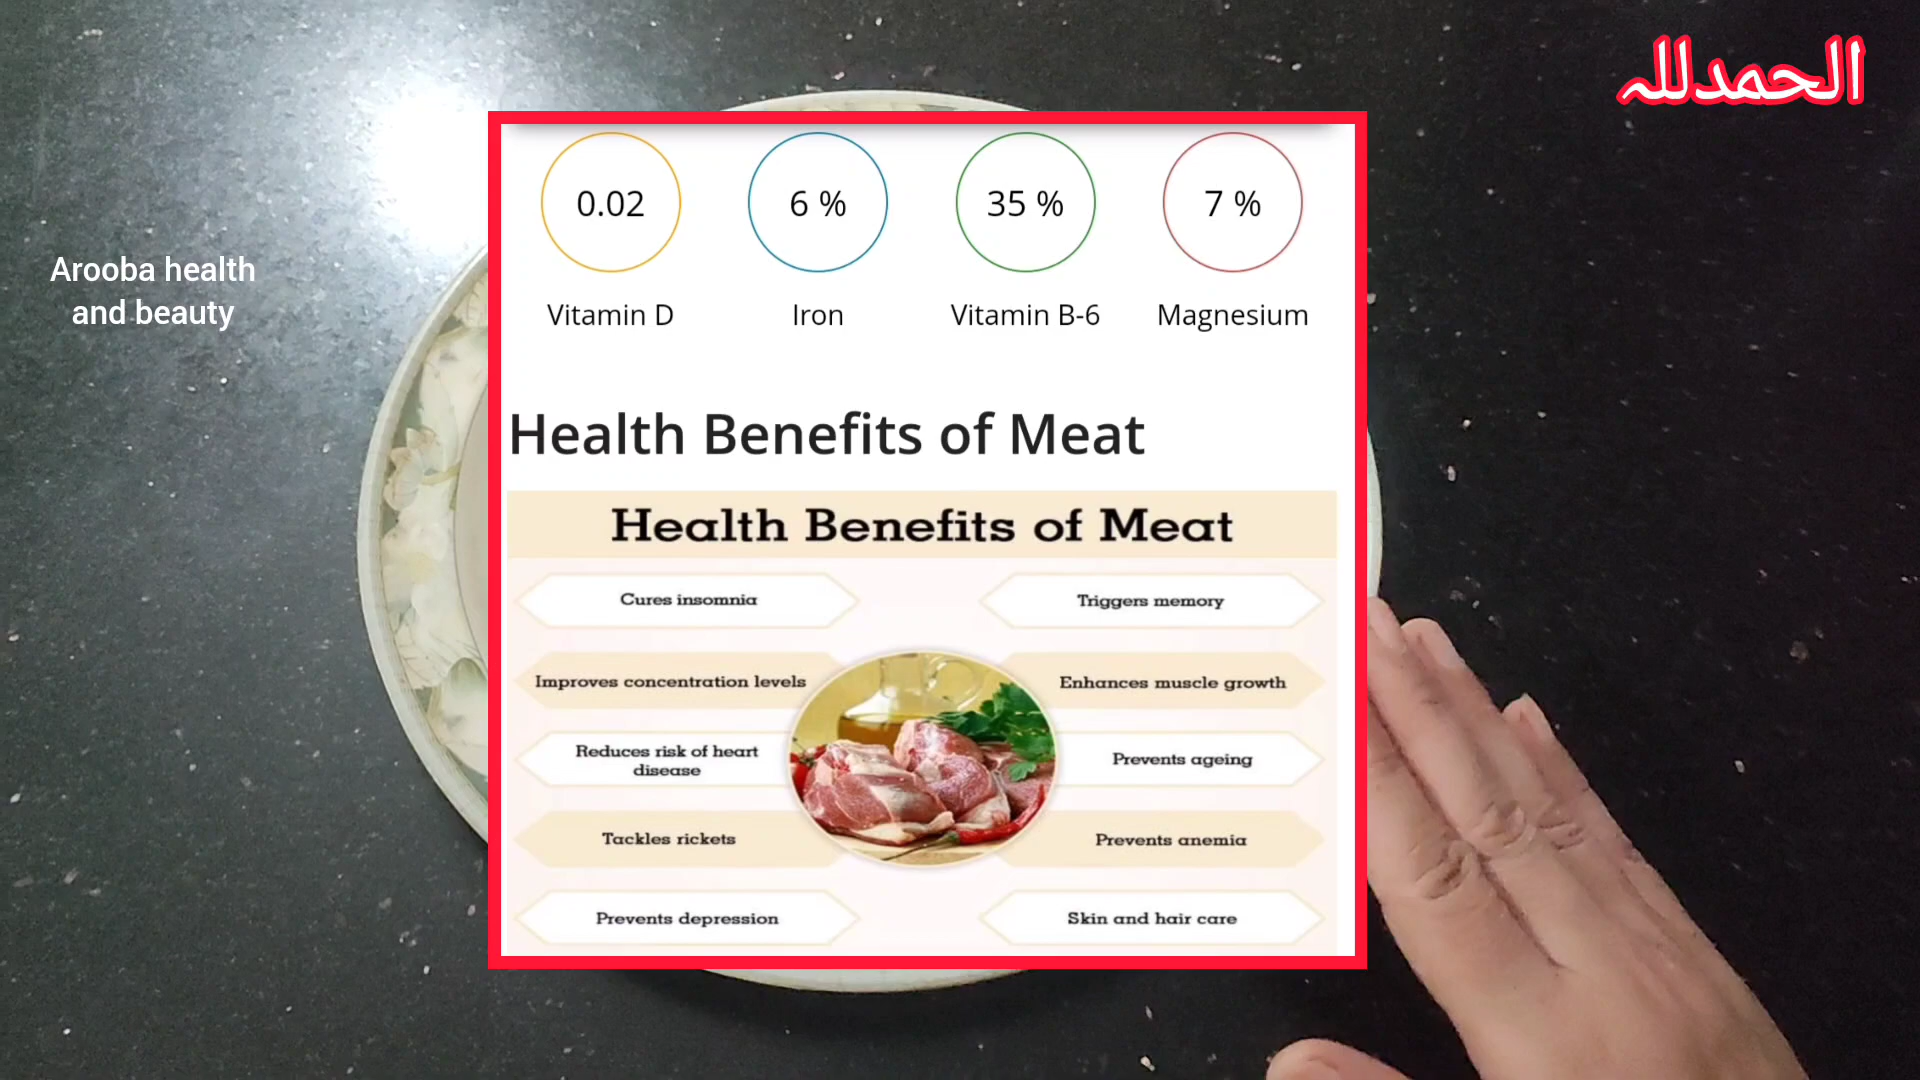 الحمدللہ
Arooba health
and beauty
0.02
6 %
35 %
7 %
Vitamin D
Iron
Vitamin B-6
Magnesium
Health Benefits of Meat
Health Benefits of Meat
Cures insomnia
Triggers memory
Improves concentration levels
Enhances muscle growth
Reduces risk of heart
disease
Prevents ageing
Tackles rickets
Prevents anemia
Prevents depression
Skin and hair care